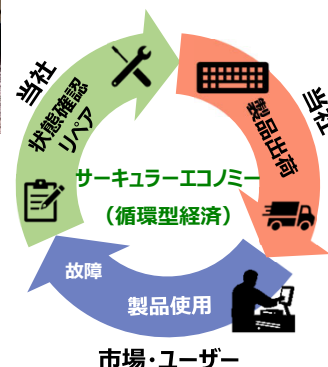 当社
状態確認
リペア
製品出荷
当社
サーキュラーエコノミー
（循環型経済）
故障
製品使用
市場・ユーザー